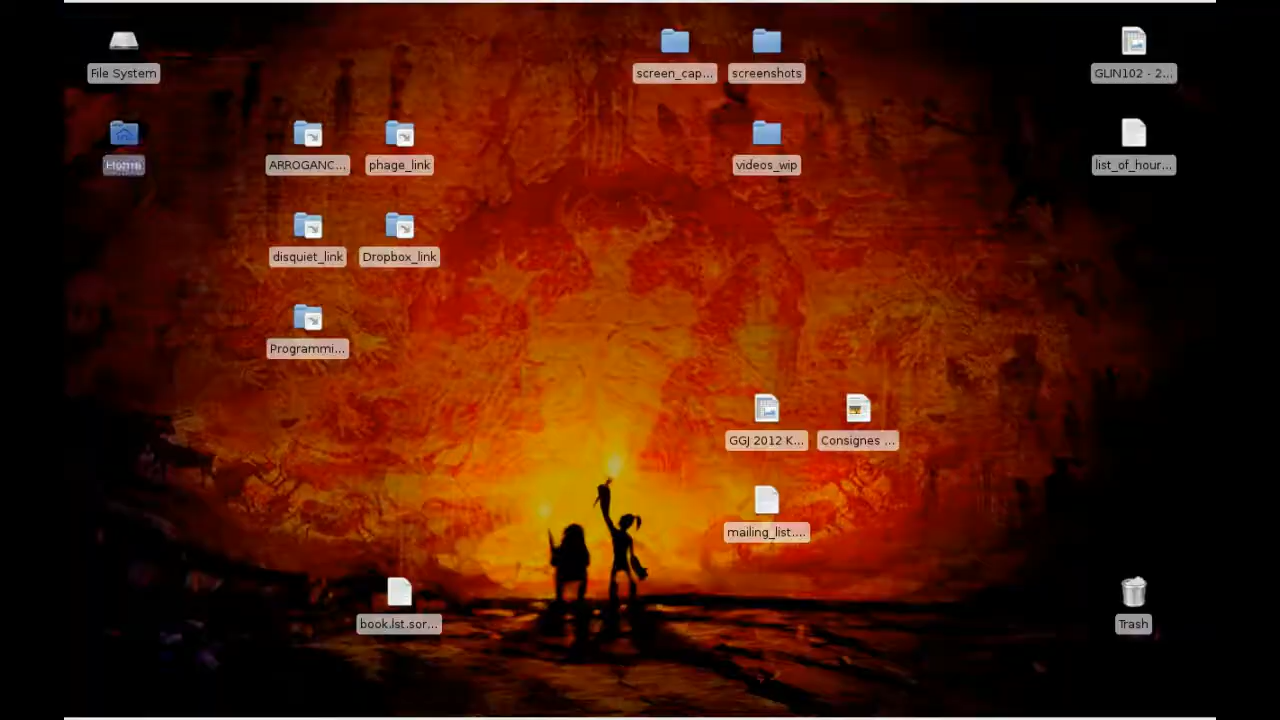 File System
screen_cap...
screenshots
GLIN102 - 2...
Home
ARROGANC...
phage_link
videos_wip
list_of_hour...
disquiet_link
Dropbox_link
Programmi...
GGJ 2012 K...
Consignes ...
mailing_list....
book.lst.sor...
Trash